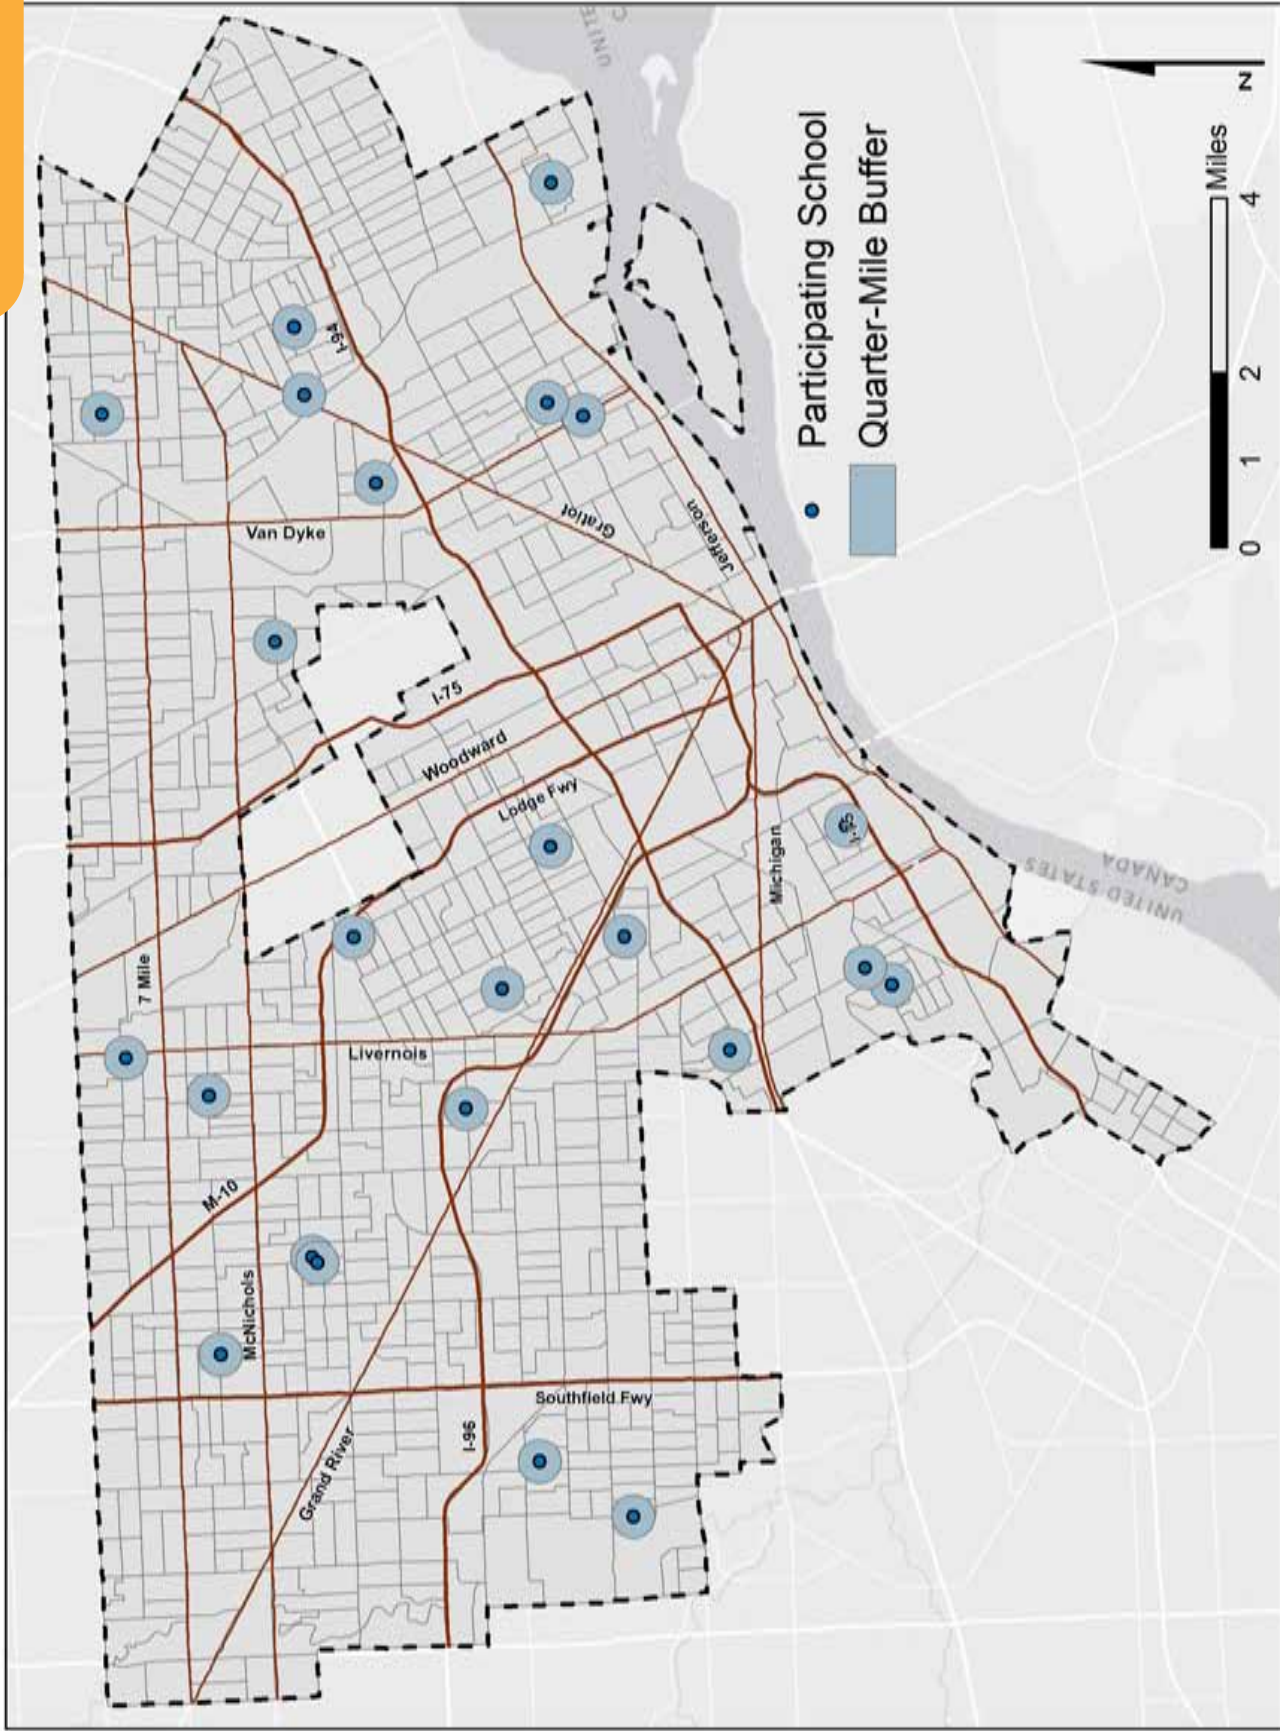 7 Mile
M-10
McNichols
Livernois
Grand River
Southfield Fwy
I-96
Van Dyke
I-94
I-75
Woodward
Lodge Fwy
Gratiot
Jefferson
Michigan
UNITE
C
UNITED STATES
CANADA
Participating School
Quarter-Mile Buffer
0 1 2 4 Miles
N